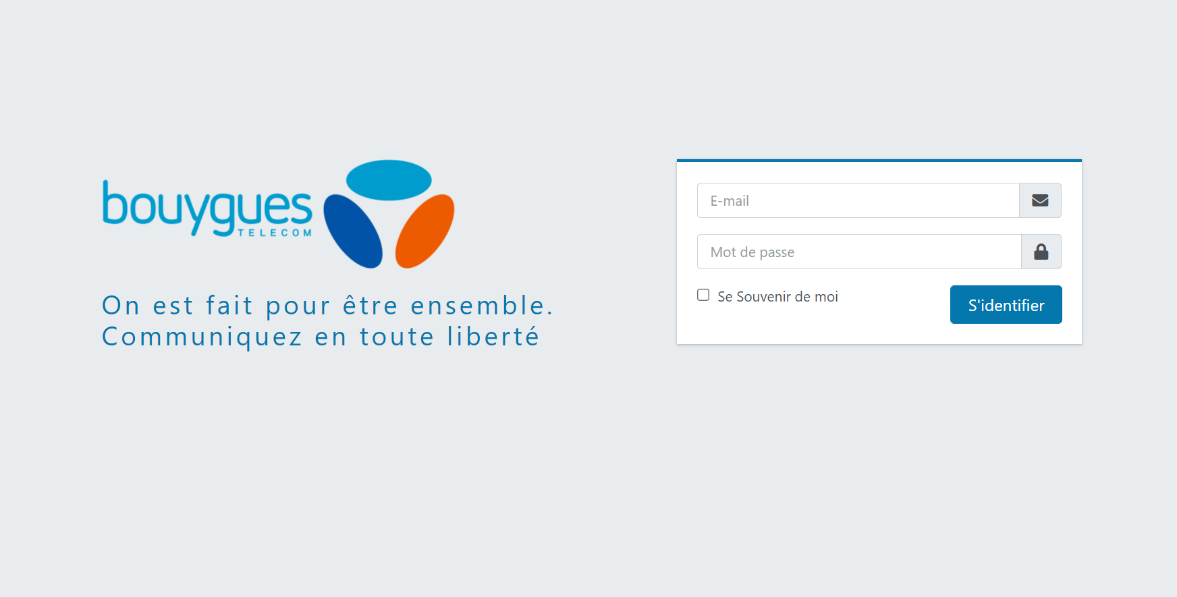 bouygues
TELECOM
On est fait pour être ensemble.
Communiquez en toute liberté
E-mail
Mot de passe
Se Souvenir de moi
S'identifier